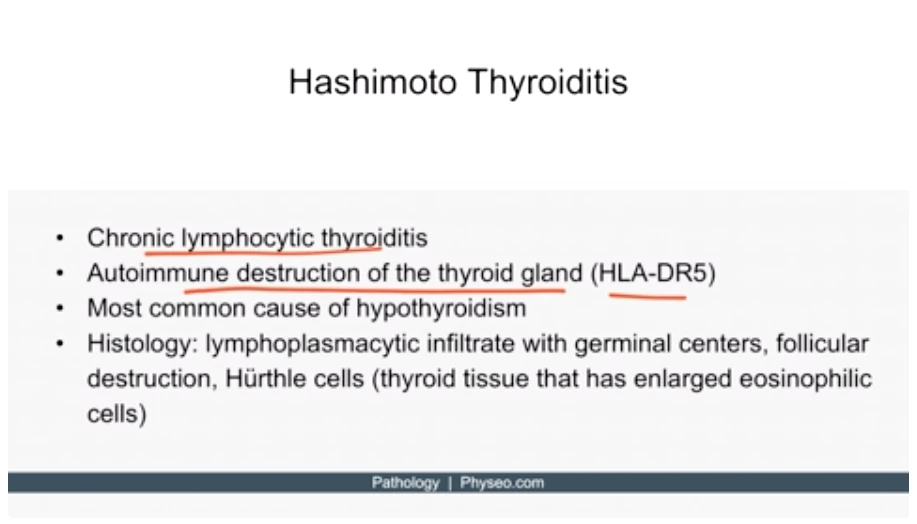 Hashimoto Thyroiditis
• Chronic lymphocytic thyroiditis
• Autoimmune destruction of the thyroid gland (HLA-DR5)
• Most common cause of hypothyroidism
• Histology: lymphoplasmacytic infiltrate with germinal centers, follicular
destruction, Hürthle cells (thyroid tissue that has enlarged eosinophilic
cells)
Pathology | Physeo.com